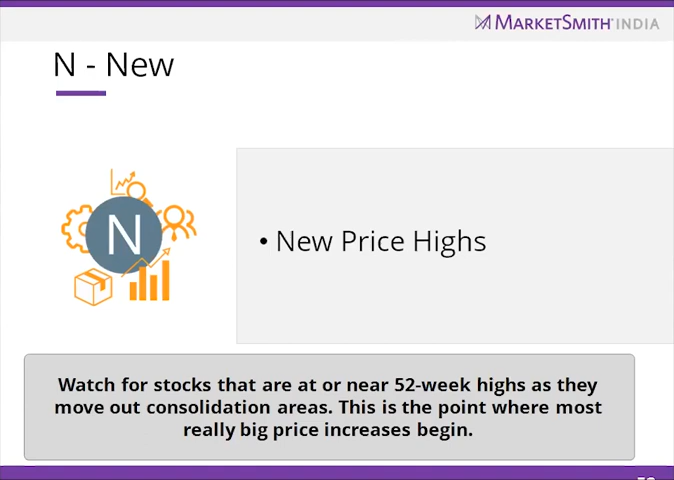 MARKETSMITH INDIA
N - New
N
• New Price Highs
Watch for stocks that are at or near 52-week highs as they
move out consolidation areas. This is the point where most
really big price increases begin.